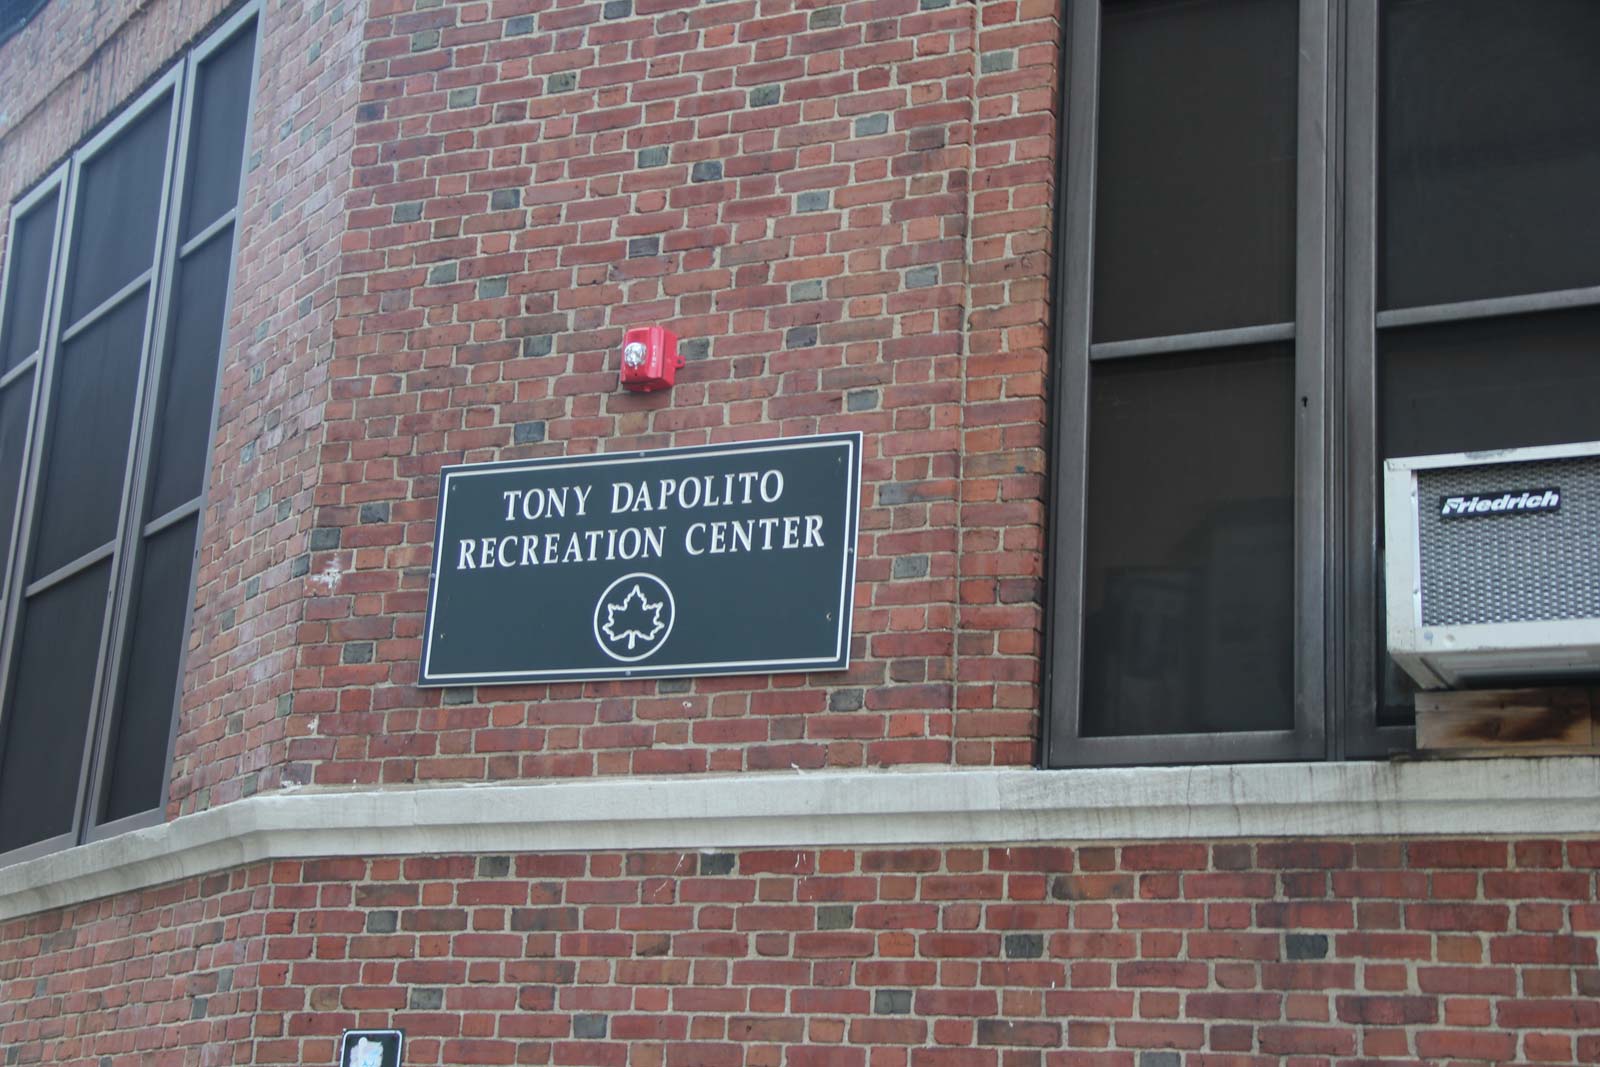 TONY DAPOLITO
RECREATION CENTER
Friedrich